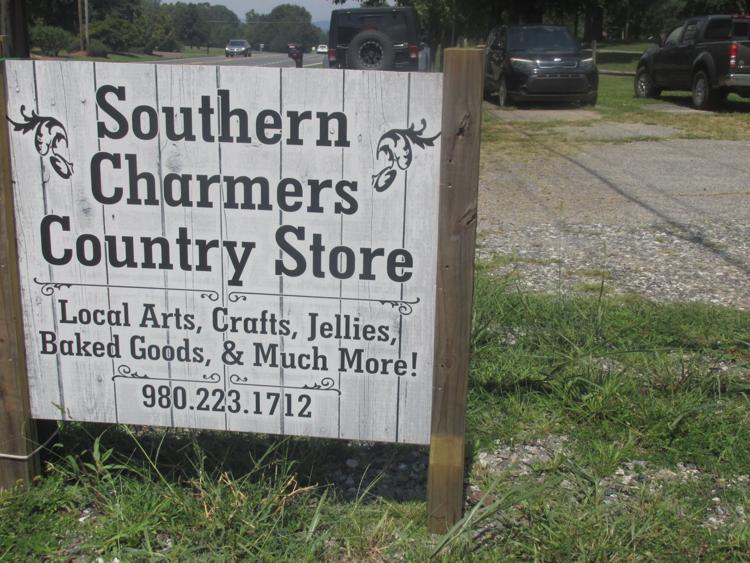 Southern
Charmers
Country Store
Local Arts, Crafts, Jellies,
Baked Goods, & Much More!
980.223.1712